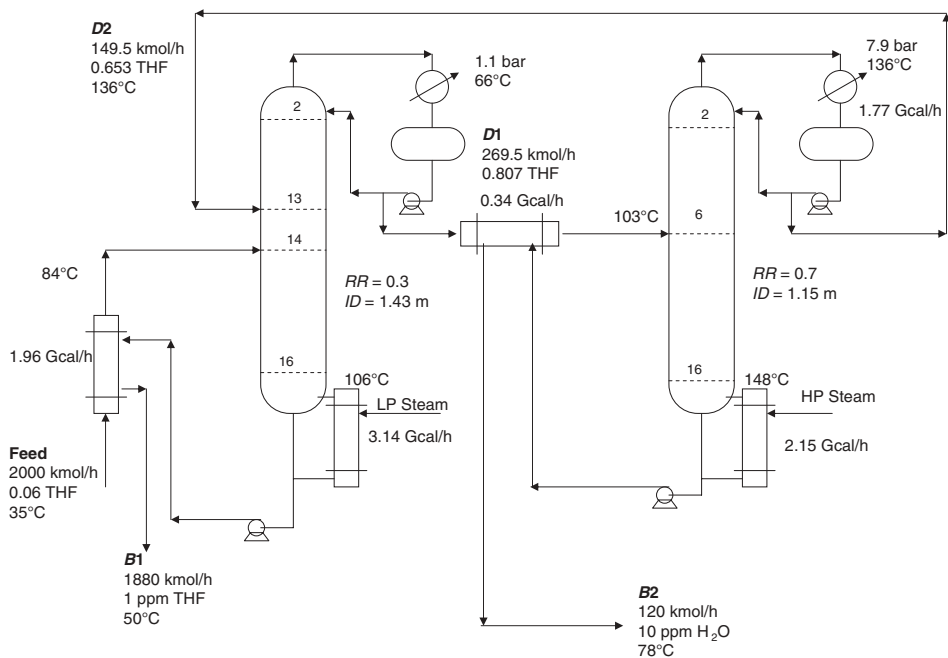 D2
149.5 kmol/h
0.653 THF
136°C
1.1 bar
66°C
7.9 bar
136°C
1.77 Gcal/h
2
13
14
16
D1
269.5 kmol/h
0.807 THF
0.34 Gcal/h
103°C
2
6
16
84°C
RR = 0.3
ID = 1.43 m
RR = 0.7
ID = 1.15 m
1.96 Gcal/h
106°C
LP Steam
3.14 Gcal/h
148°C
HP Steam
2.15 Gcal/h
Feed
2000 kmol/h
0.06 THF
35°C
B1
1880 kmol/h
1 ppm THF
50°C
B2
120 kmol/h
10 ppm H₂O
78°C